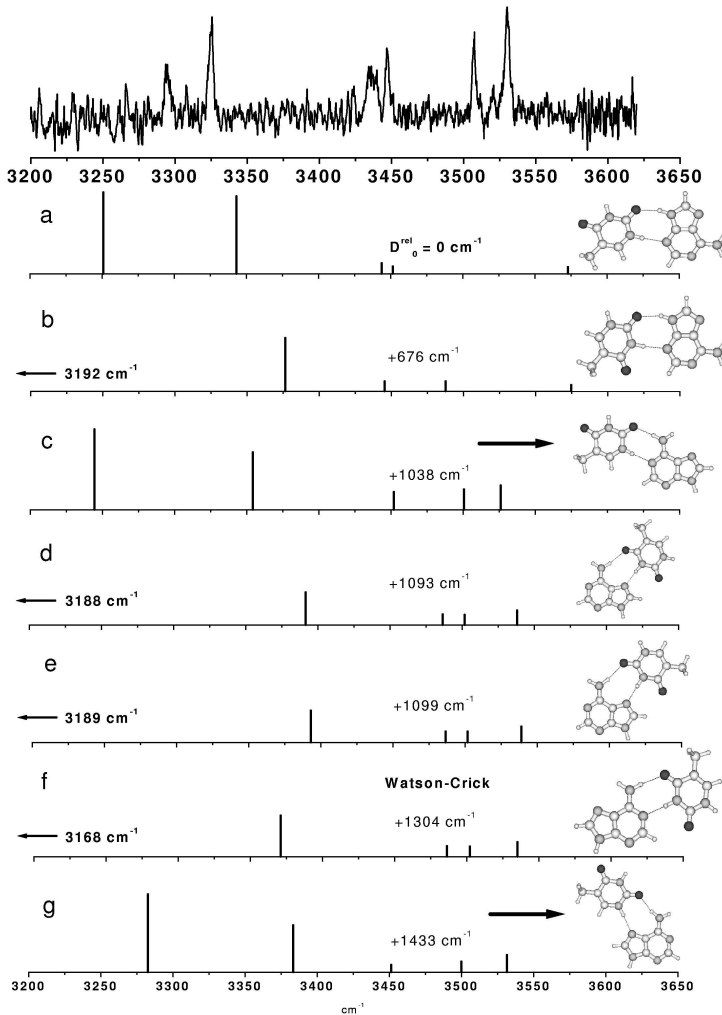 3200 3250 3300 3350 3400 3450 3500 3550 3600 3650
a
D^rel_0 = 0 cm^-1
b
+676 cm^-1
3192 cm^-1
c
+1038 cm^-1
d
+1093 cm^-1
3188 cm^-1
e
+1099 cm^-1
3189 cm^-1
f
Watson-Crick
+1304 cm^-1
3168 cm^-1
g
+1433 cm^-1
3200 3250 3300 3350 3400 3450 3500 3550 3600 3650
cm^-1